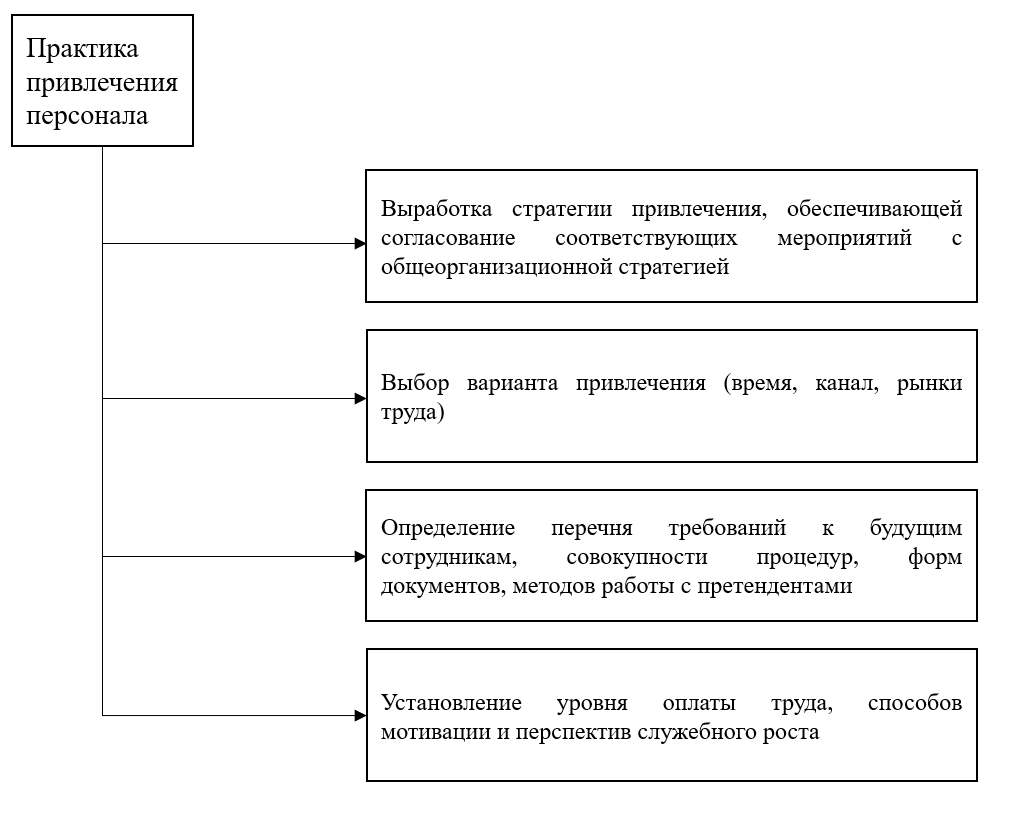 Практика
привлечения
персонала
Выработка стратегии привлечения, обеспечивающей
согласование соответствующих мероприятий с
общеорганизационной стратегией
Выбор варианта привлечения (время, канал, рынки
труда)
Определение перечня требований к будущим
сотрудникам, совокупности процедур, форм
документов, методов работы с претендентами
Установление уровня оплаты труда, способов
мотивации и перспектив служебного роста